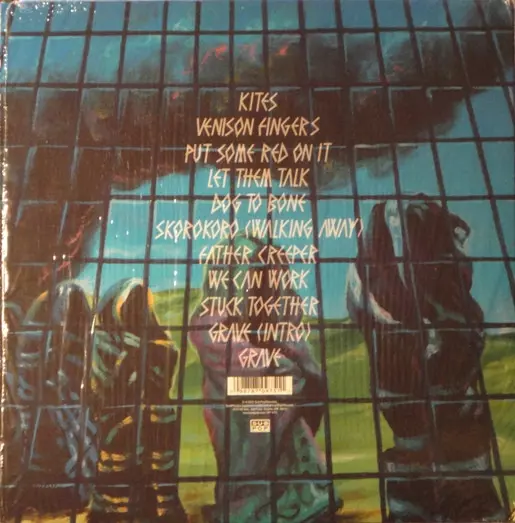 KITES
VENISON FINGERS
PUT SOME RED ON IT
LET THEM TALK
DOG TO BONE
SKOROKORO (WALKING AWAY)
FATHER CREEPER
WE CAN WORK
STUCK TOGETHER
GRAVE (INTRO)
GRAVE
SUB
POP